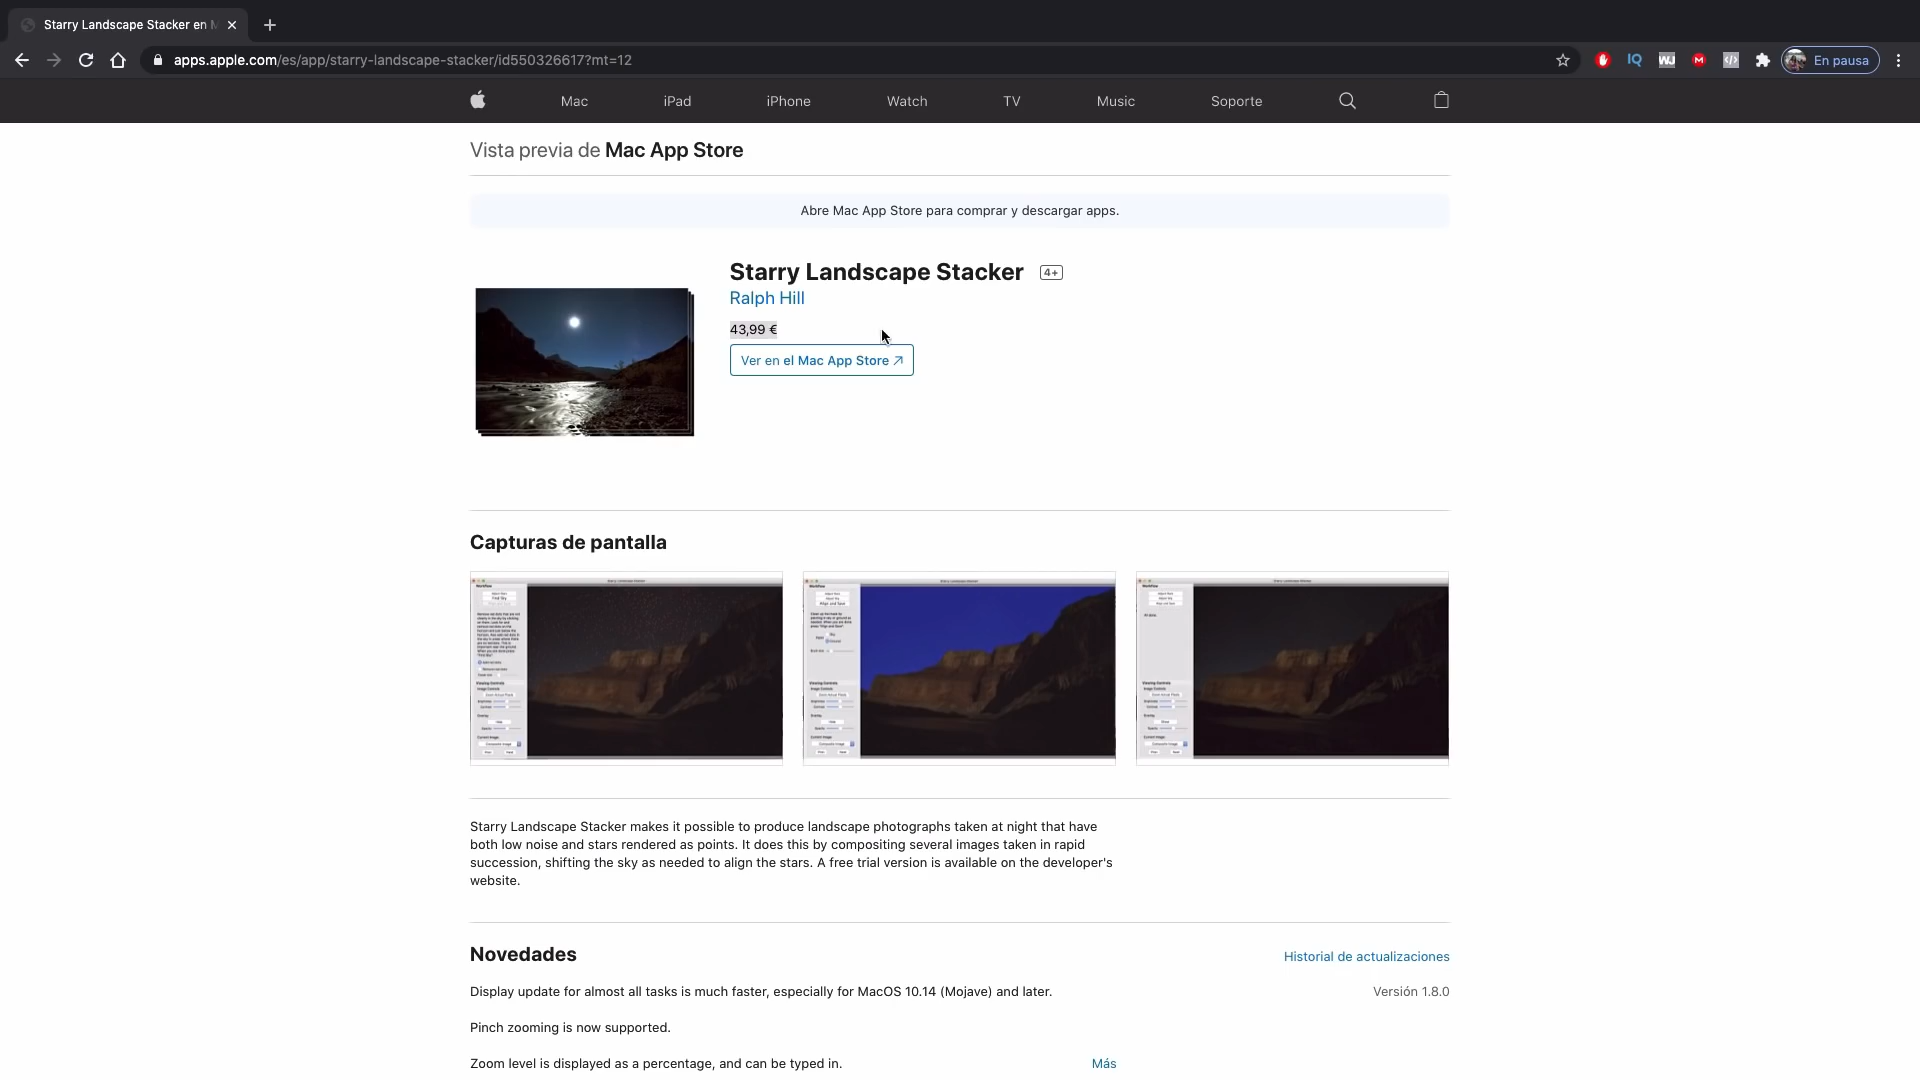 Starry Landscape Stacker en M
apps.apple.com/es/app/starry-landscape-stacker/id550326617?mt=12
IQ
En pausa
Mac
iPad
iPhone
Watch
TV
Music
Soporte
Vista previa de Mac App Store
Abre Mac App Store para comprar y descargar apps.
Starry Landscape Stacker 4+
Ralph Hill
43,99 €
Ver en el Mac App Store
Capturas de pantalla
Starry Landscape Stacker makes it possible to produce landscape photographs taken at night that have
both low noise and stars rendered as points. It does this by compositing several images taken in rapid
succession, shifting the sky as needed to align the stars. A free trial version is available on the developer's
website.
Novedades
Historial de actualizaciones
Display update for almost all tasks is much faster, especially for MacOS 10.14 (Mojave) and later.
Versión 1.8.0
Pinch zooming is now supported.
Zoom level is displayed as a percentage, and can be typed in.
Más